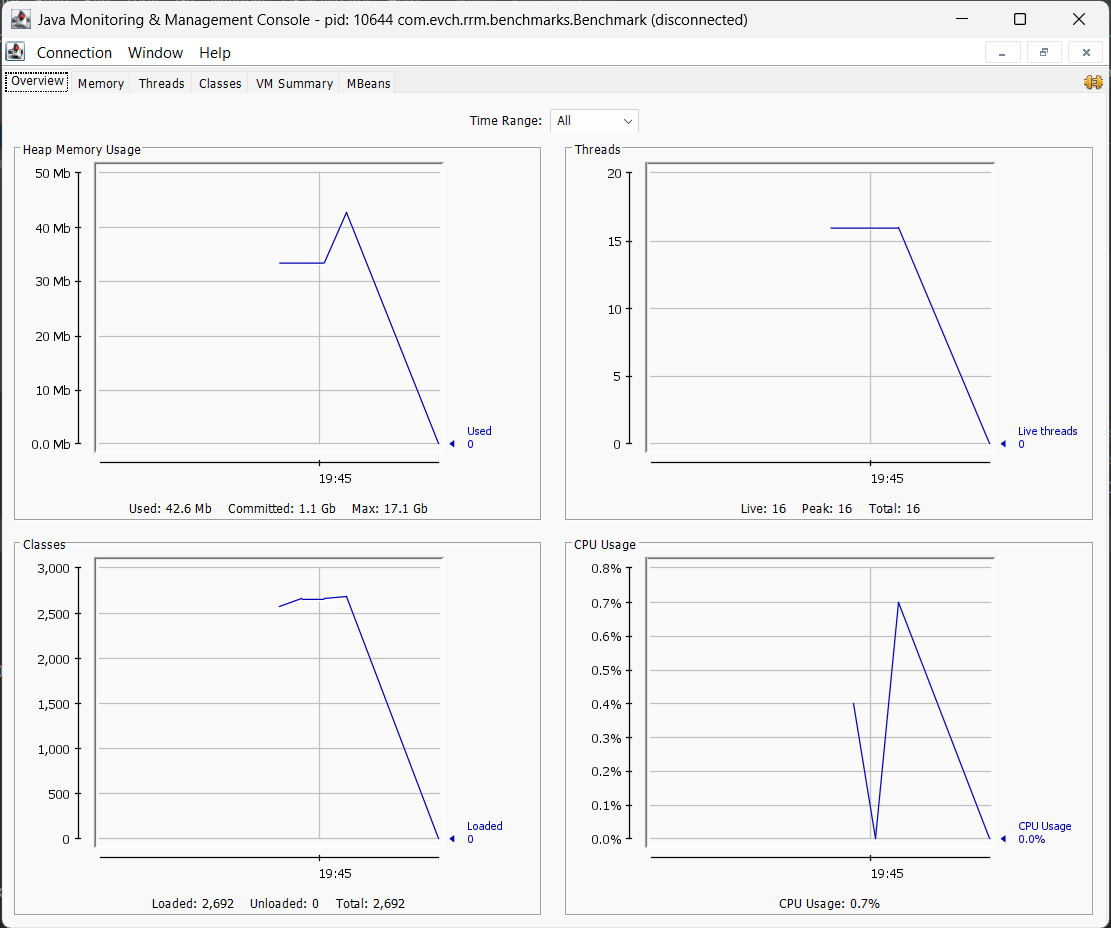 Java Monitoring & Management Console - pid: 10644 com.evch.rrm.benchmarks.Benchmark (disconnected)
Connection Window Help
Overview Memory Threads Classes VM Summary MBeans
Time Range: All
Heap Memory Usage
50 Mb
40 Mb
30 Mb
20 Mb
10 Mb
0.0 Mb
Used
0
19:45
Used: 42.6 Mb Committed: 1.1 Gb Max: 17.1 Gb
Threads
20
15
10
5
0
Live threads
0
19:45
Live: 16 Peak: 16 Total: 16
Classes
3,000
2,500
2,000
1,500
1,000
500
0
Loaded
0
19:45
Loaded: 2,692 Unloaded: 0 Total: 2,692
CPU Usage
0.8%
0.7%
0.6%
0.5%
0.4%
0.3%
0.2%
0.1%
0.0%
CPU Usage
0.0%
19:45
CPU Usage: 0.7%